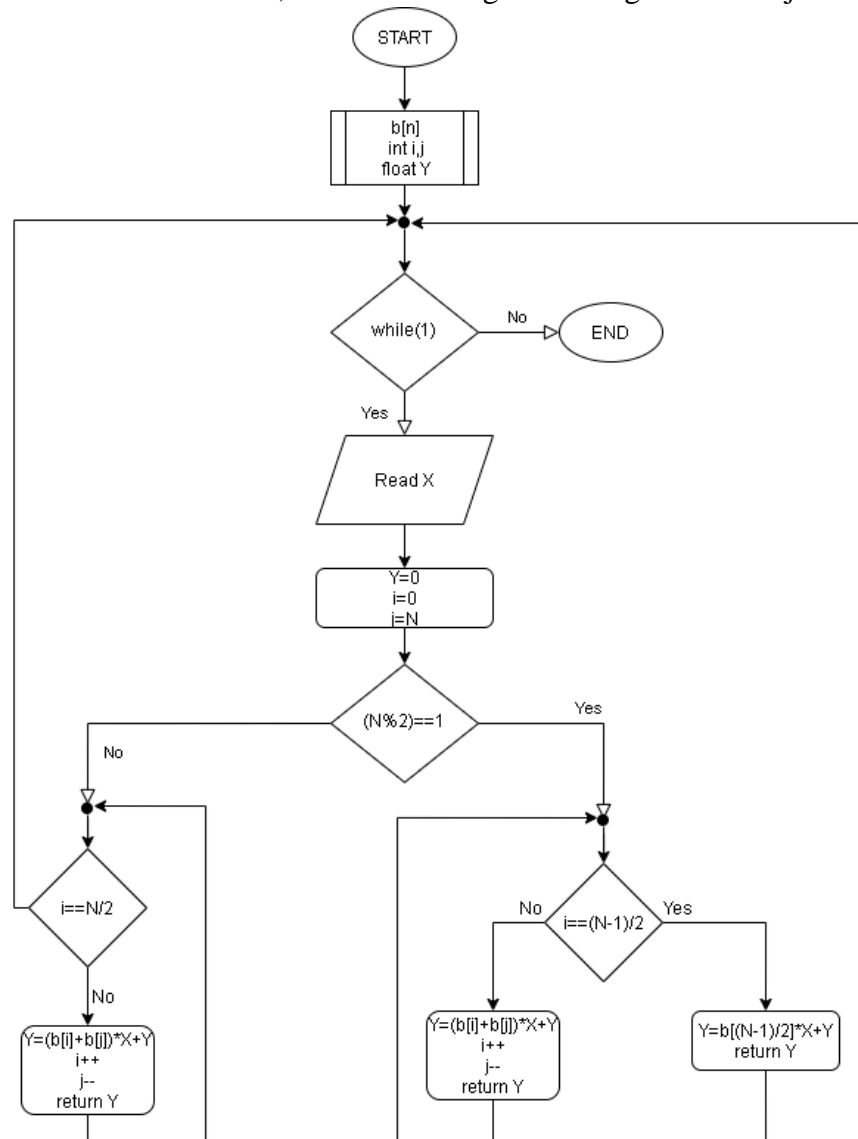 START
b[n]
int i,j
float Y
while(1)
No
END
Yes
Read X
Y=0
i=0
j=N
(N%2)==1
Yes
No
i==N/2
No
i==(N-1)/2
Yes
No
Y=(b[i]+b[j])*X+Y
i++
j--
return Y
Y=(b[i]+b[j])*X+Y
i++
j--
return Y
Y=b[(N-1)/2]*X+Y
return Y